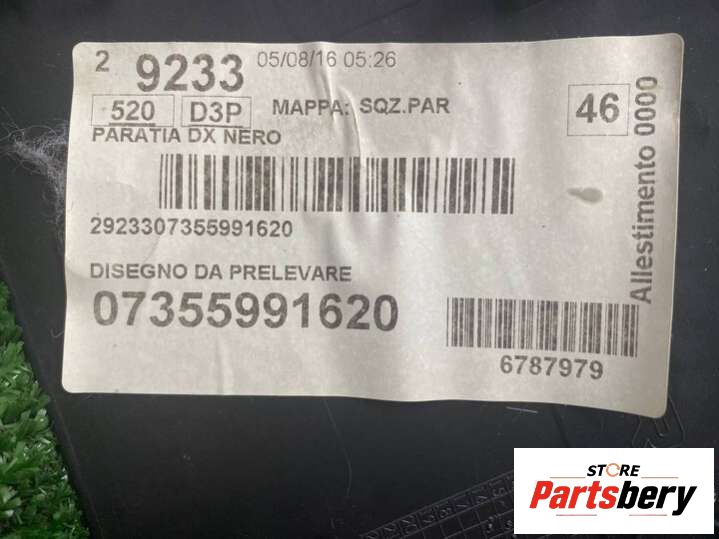 2 9233 05/08/16 05:26
520 D3P MAPPA: SQZ.PAR 46
PARATIA DX NERO
2923307355991620
DISEGNO DA PRELEVARE
07355991620
6787979
Allestimento 0000
STORE
Partsbery